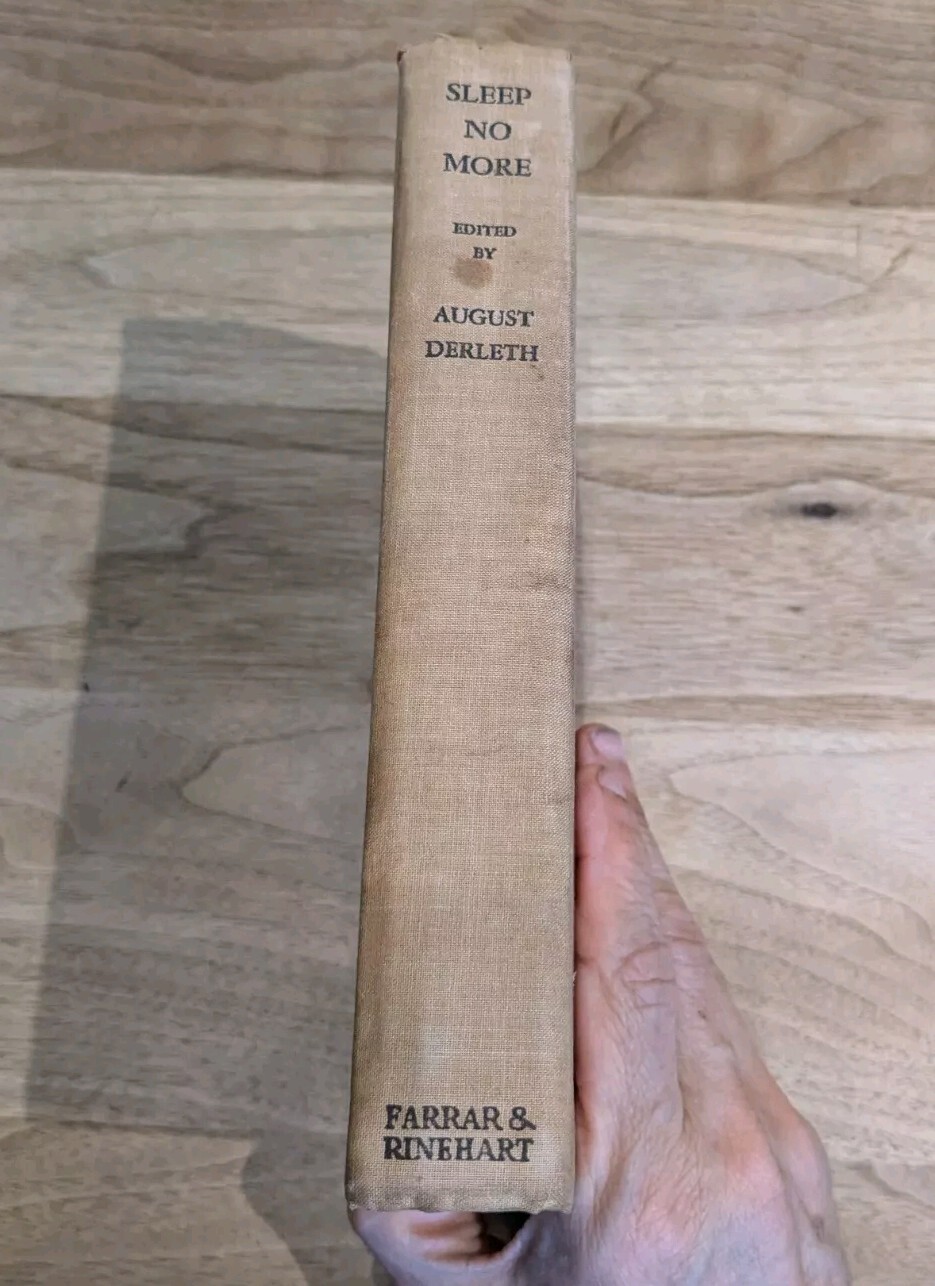 SLEEP
NO
MORE
EDITED
BY
AUGUST
DERLETH
FARRAR &
RINEHART